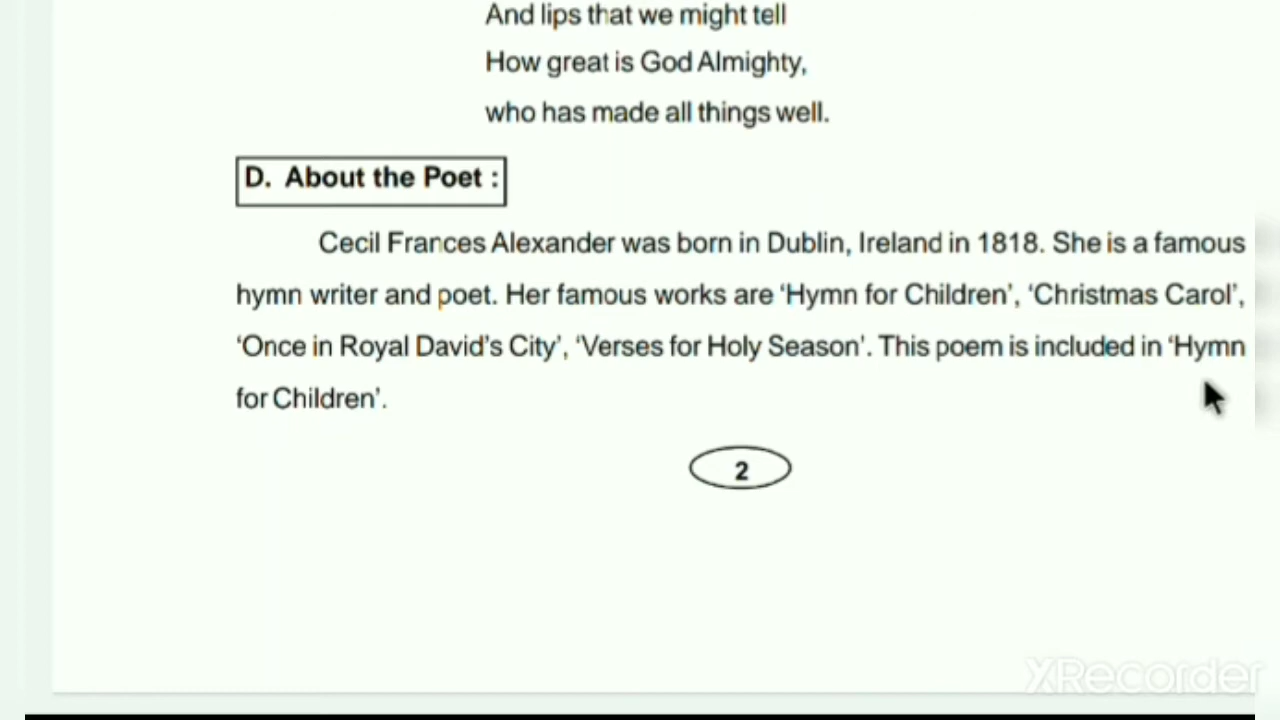 And lips that we might tell
How great is God Almighty,
who has made all things well.
D. About the Poet :
Cecil Frances Alexander was born in Dublin, Ireland in 1818. She is a famous
hymn writer and poet. Her famous works are ‘Hymn for Children’, ‘Christmas Carol’,
‘Once in Royal David’s City’, ‘Verses for Holy Season’. This poem is included in ‘Hymn
for Children’.
2
XRecorder